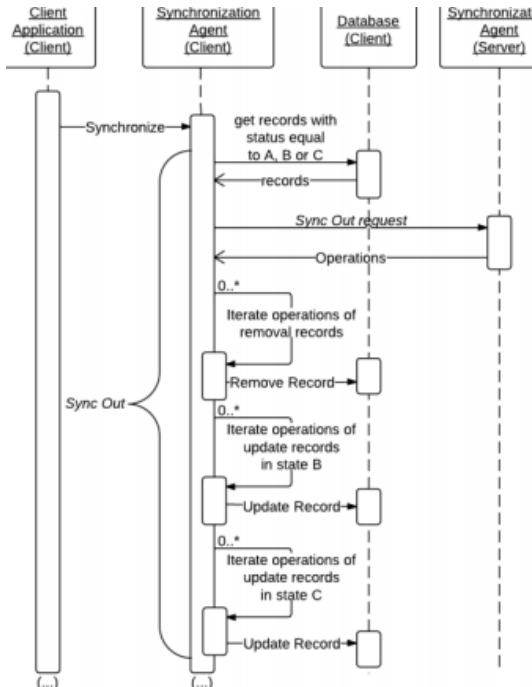 Client
Application
(Client)
Synchronization
Agent
(Client)
Database
(Client)
Synchronizat
Agent
(Server)
Synchronize
get records with
status equal
to A, B or C
records
Sync Out request
Operations
0..*
Iterate operations of
removal records
Remove Record
Sync Out
0..*
Iterate operations of
update records
in state B
Update Record
0..*
Iterate operations of
update records
in state C
Update Record
(...)
(...)